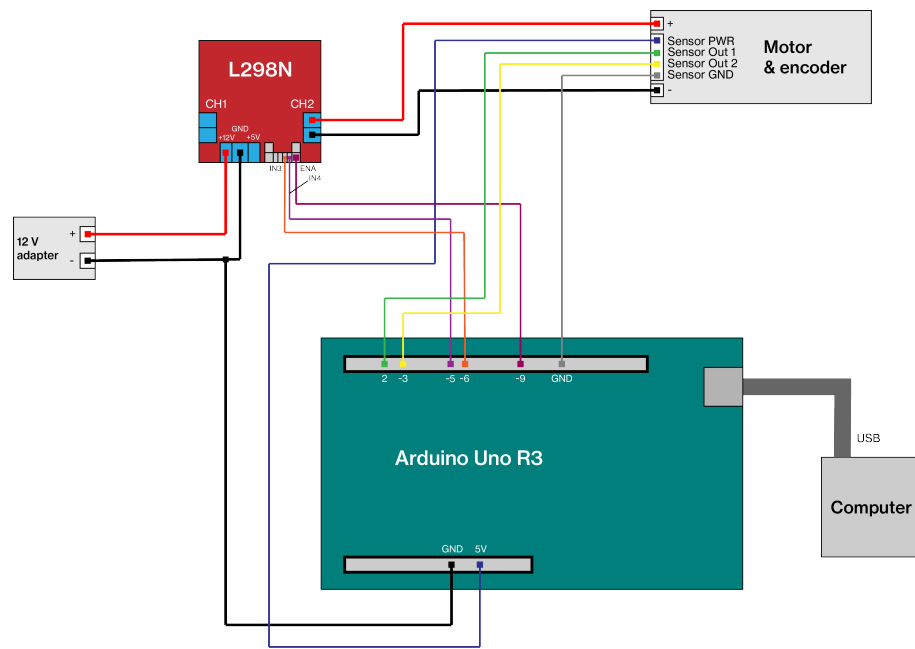 L298N
CH1
CH2
GND
+12V
+5V
IN3
ENA
IN4
+
Sensor PWR
Sensor Out 1
Sensor Out 2
Sensor GND
-
Motor
& encoder
12 V
adapter
+
-
2 -3 -5 -6 -9 GND
Arduino Uno R3
GND 5V
USB
Computer